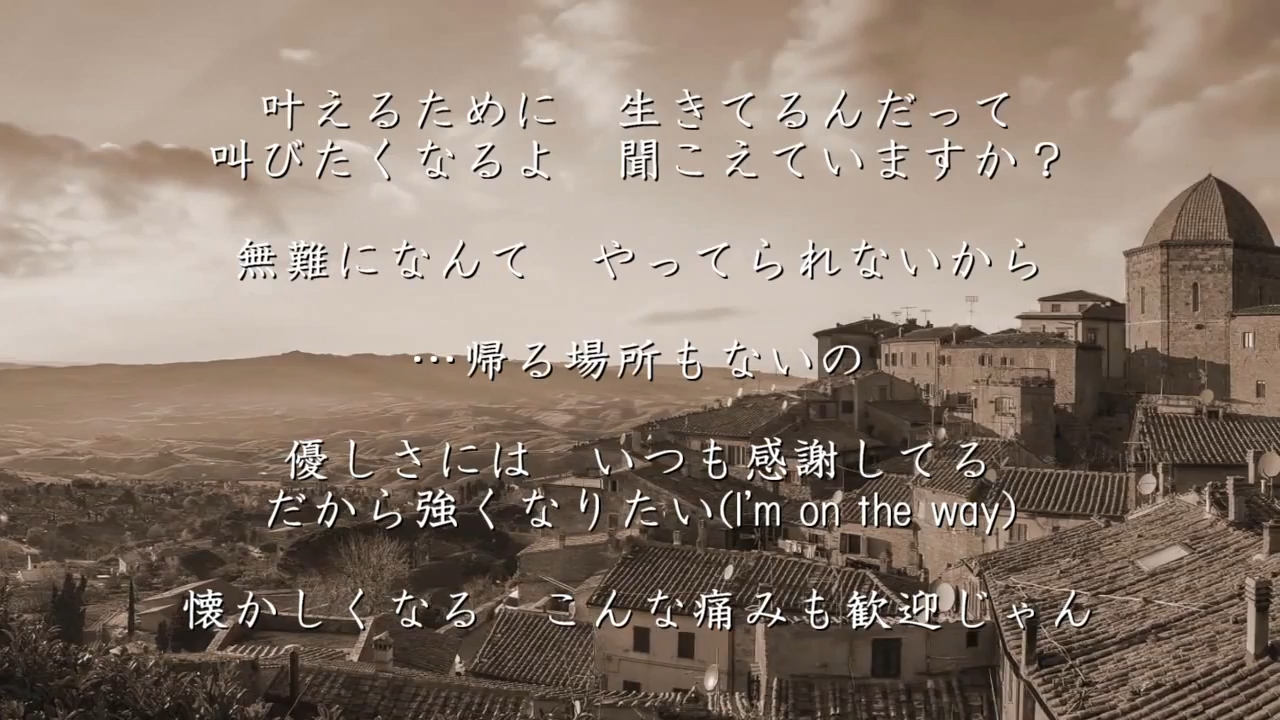 叶えるために　生きてるんだって
叫びたくなるよ　聞こえていますか？
無難になんて　やってられないから
…帰る場所もないの
優しさには　いつも感謝してる
だから強くなりたい(I'm on the way)
懐かしくなる　こんな痛みも歓迎じゃん